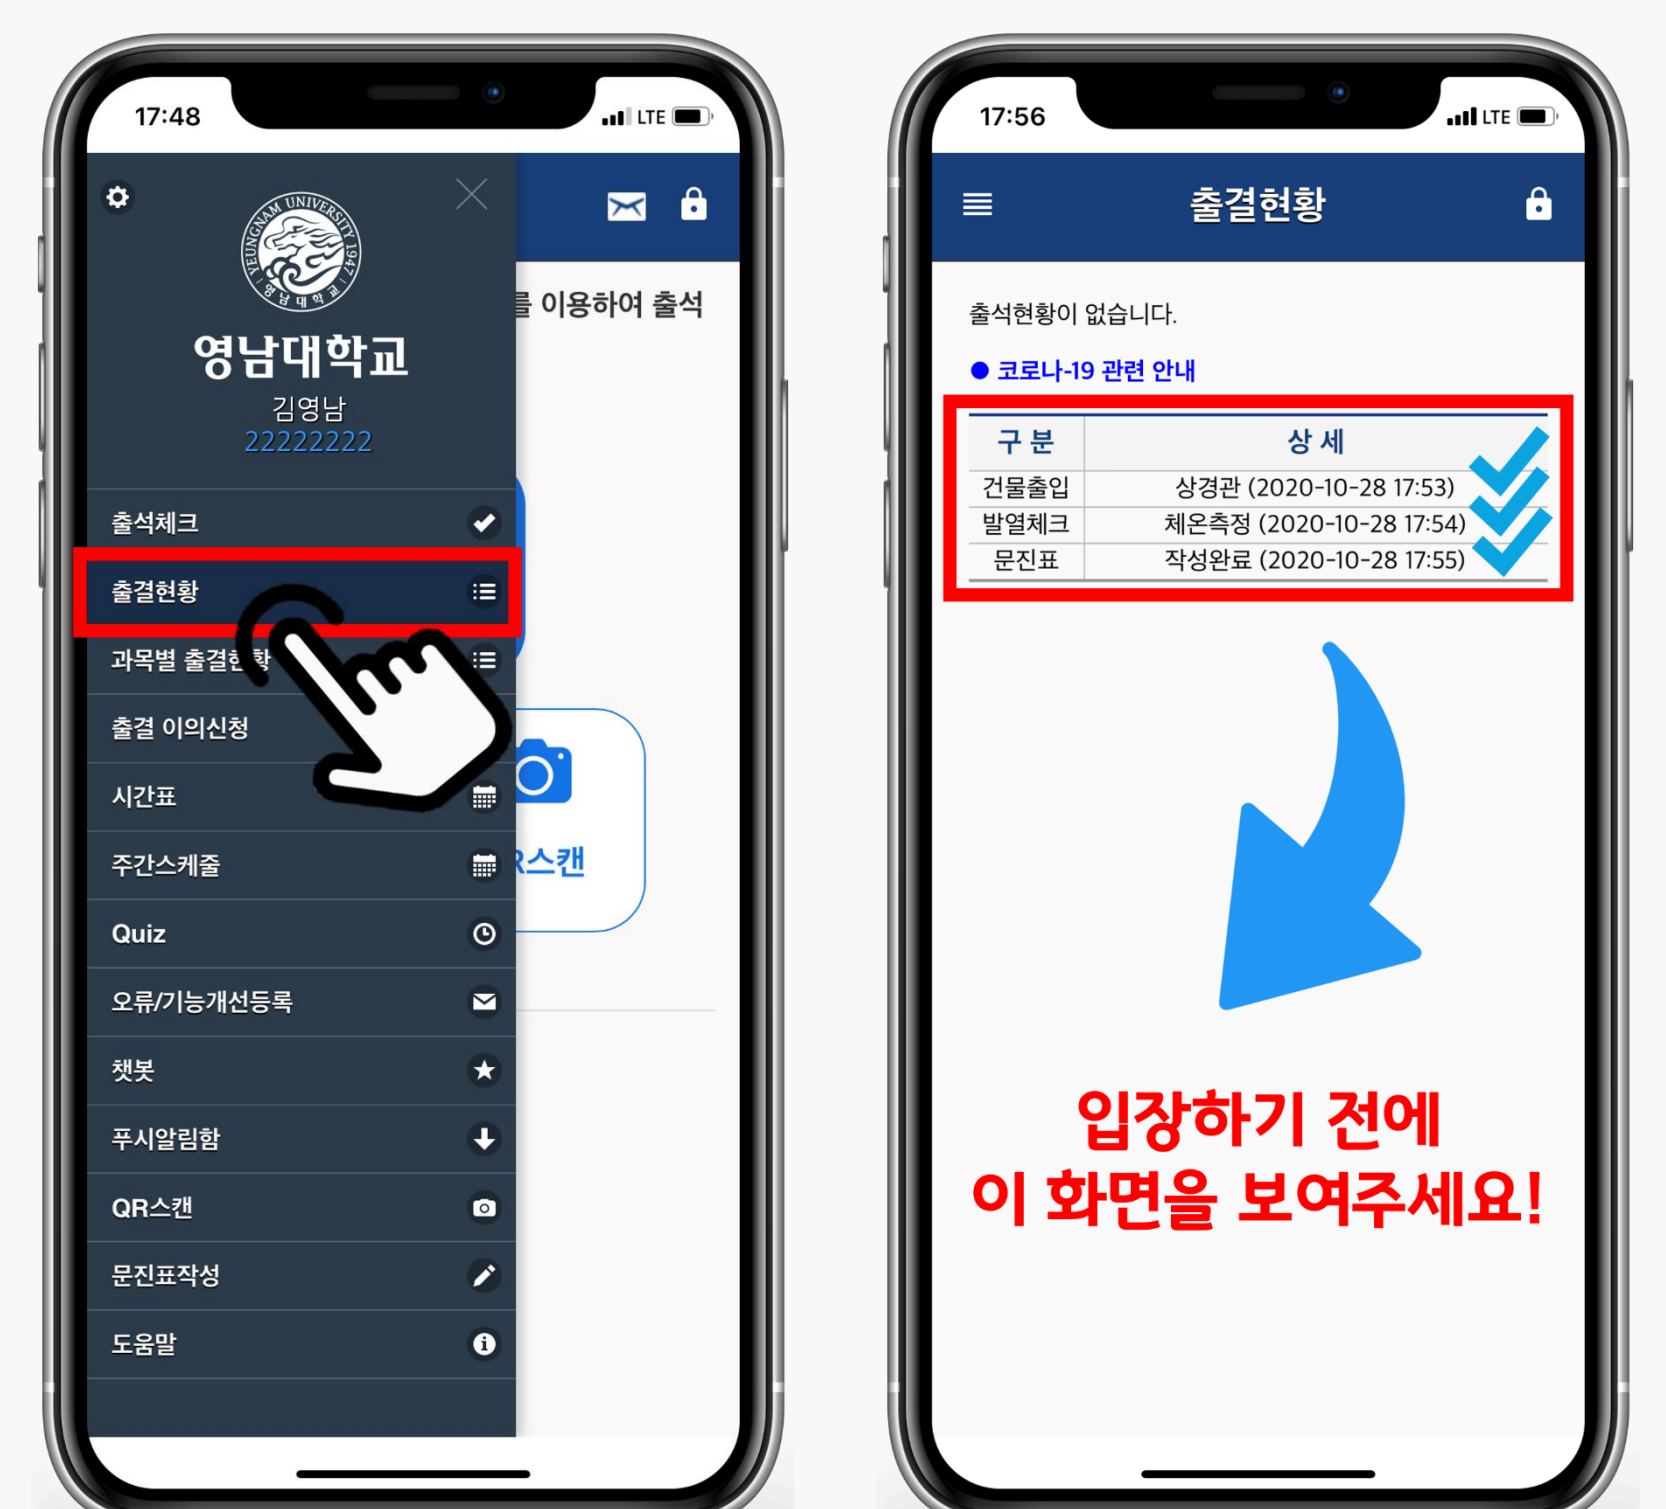 17:48
LTE
YEUNGNAM UNIVERSITY 1947
영남대학교
영남대학교
김영남
22222222
를 이용하여 출석
출석체크
출결현황
과목별 출결현황
출결 이의신청
시간표
주간스케줄
R스캔
Quiz
오류/기능개선등록
챗봇
푸시알림함
QR스캔
문진표작성
도움말
17:56
LTE
출결현황
출석현황이 없습니다.
● 코로나-19 관련 안내
구 분 상 세
건물출입 상경관 (2020-10-28 17:53)
발열체크 체온측정 (2020-10-28 17:54)
문진표 작성완료 (2020-10-28 17:55)
입장하기 전에
이 화면을 보여주세요!